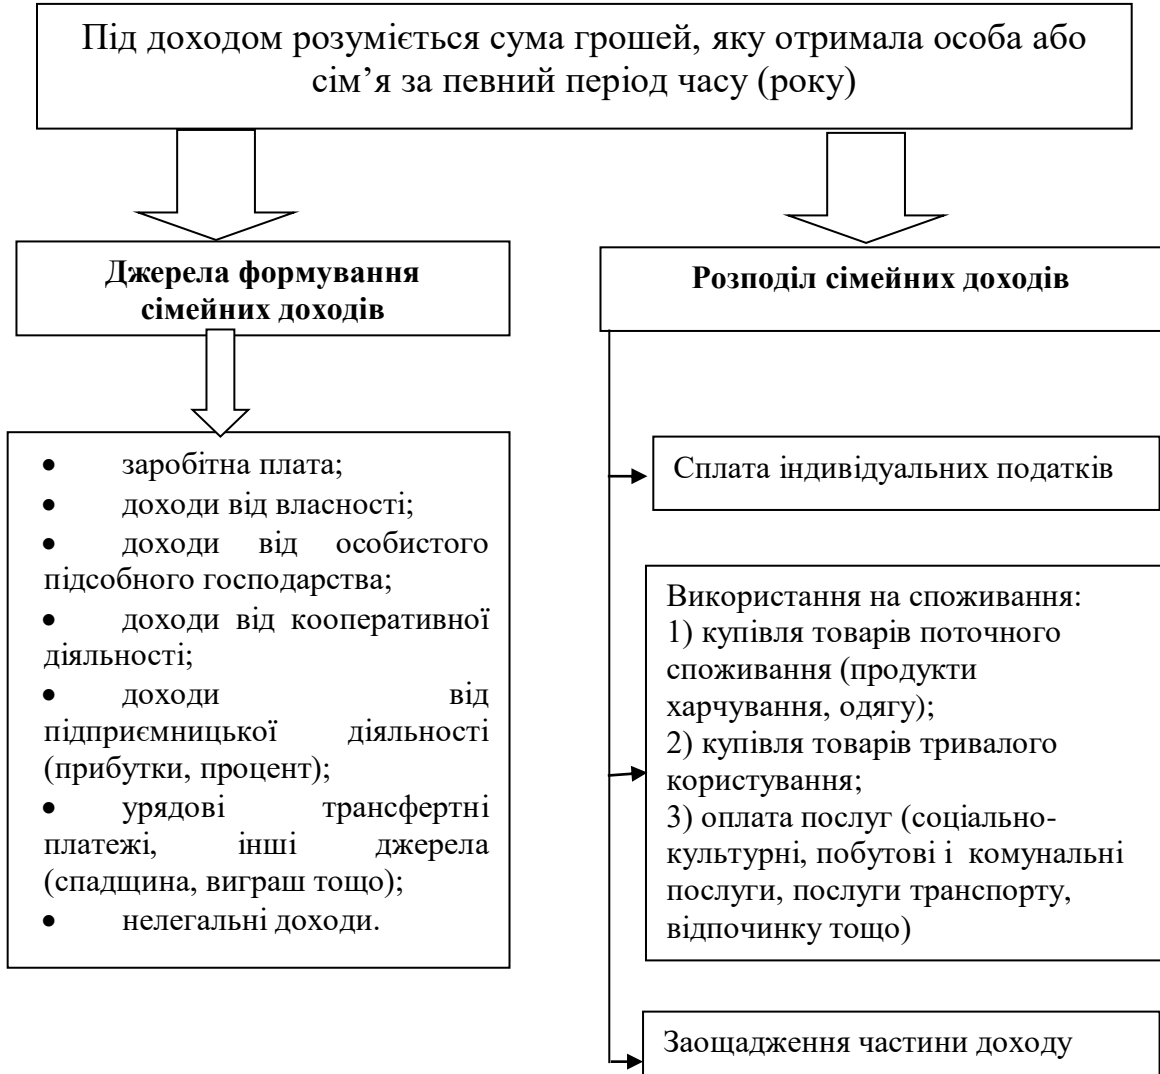 Під доходом розуміється сума грошей, яку отримала особа або
сім’я за певний період часу (року)
Джерела формування
сімейних доходів
• заробітна плата;
• доходи від власності;
• доходи від особистого
підсобного господарства;
• доходи від кооперативної
діяльності;
• доходи від
підприємницької діяльності
(прибутки, процент);
• урядові трансфертні
платежі, інші джерела
(спадщина, виграш тощо);
• нелегальні доходи.
Розподіл сімейних доходів
Сплата індивідуальних податків
Використання на споживання:
1) купівля товарів поточного
споживання (продукти
харчування, одягу);
2) купівля товарів тривалого
користування;
3) оплата послуг (соціально-
культурні, побутові і комунальні
послуги, послуги транспорту,
відпочинку тощо)
Заощадження частини доходу